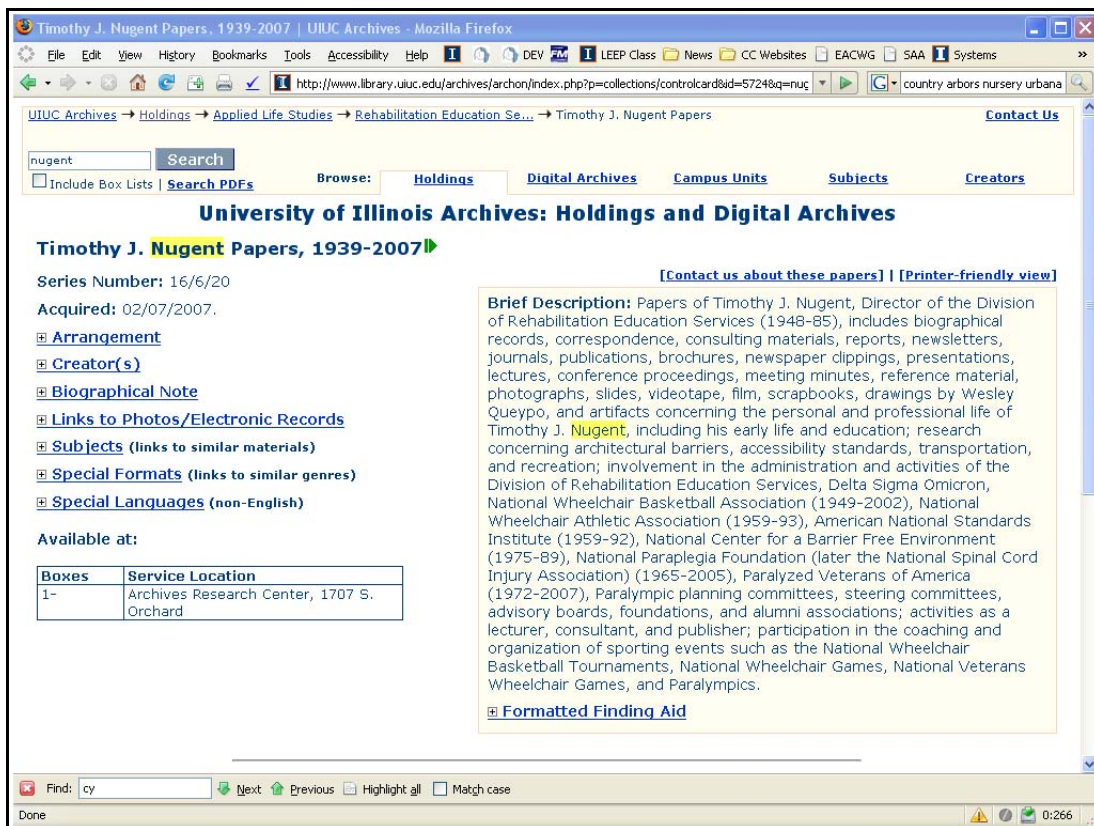 Timothy J. Nugent Papers, 1939-2007 | UIUC Archives - Mozilla Firefox
File Edit View History Bookmarks Tools Accessibility Help DEV FM LEEP Class News CC Websites EACWG SAA Systems »
http://www.library.uiuc.edu/archives/archon/index.php?p=collections/controlcard&id=5724&q=nug G country arbors nursery urbana
UIUC Archives → Holdings → Applied Life Studies → Rehabilitation Education Se... → Timothy J. Nugent Papers Contact Us
nugent Search
Include Box Lists | Search PDFs Browse: Holdings Digital Archives Campus Units Subjects Creators
University of Illinois Archives: Holdings and Digital Archives
Timothy J. Nugent Papers, 1939-2007
[Contact us about these papers] | [Printer-friendly view]
Series Number: 16/6/20
Acquired: 02/07/2007.
Arrangement
Creator(s)
Biographical Note
Links to Photos/Electronic Records
Subjects (links to similar materials)
Special Formats (links to similar genres)
Special Languages (non-English)
Available at:
Boxes Service Location
1- Archives Research Center, 1707 S.
Orchard
Brief Description: Papers of Timothy J. Nugent, Director of the Division
of Rehabilitation Education Services (1948-85), includes biographical
records, correspondence, consulting materials, reports, newsletters,
journals, publications, brochures, newspaper clippings, presentations,
lectures, conference proceedings, meeting minutes, reference material,
photographs, slides, videotape, film, scrapbooks, drawings by Wesley
Queypo, and artifacts concerning the personal and professional life of
Timothy J. Nugent, including his early life and education; research
concerning architectural barriers, accessibility standards, transportation,
and recreation; involvement in the administration and activities of the
Division of Rehabilitation Education Services, Delta Sigma Omicron,
National Wheelchair Basketball Association (1949-2002), National
Wheelchair Athletic Association (1959-93), American National Standards
Institute (1959-92), National Center for a Barrier Free Environment
(1975-89), National Paraplegia Foundation (later the National Spinal Cord
Injury Association) (1965-2005), Paralyzed Veterans of America
(1972-2007), Paralympic planning committees, steering committees,
advisory boards, foundations, and alumni associations; activities as a
lecturer, consultant, and publisher; participation in the coaching and
organization of sporting events such as the National Wheelchair
Basketball Tournaments, National Wheelchair Games, National Veterans
Wheelchair Games, and Paralympics.
Formatted Finding Aid
Find: cy Next Previous Highlight all Match case
Done 0:266